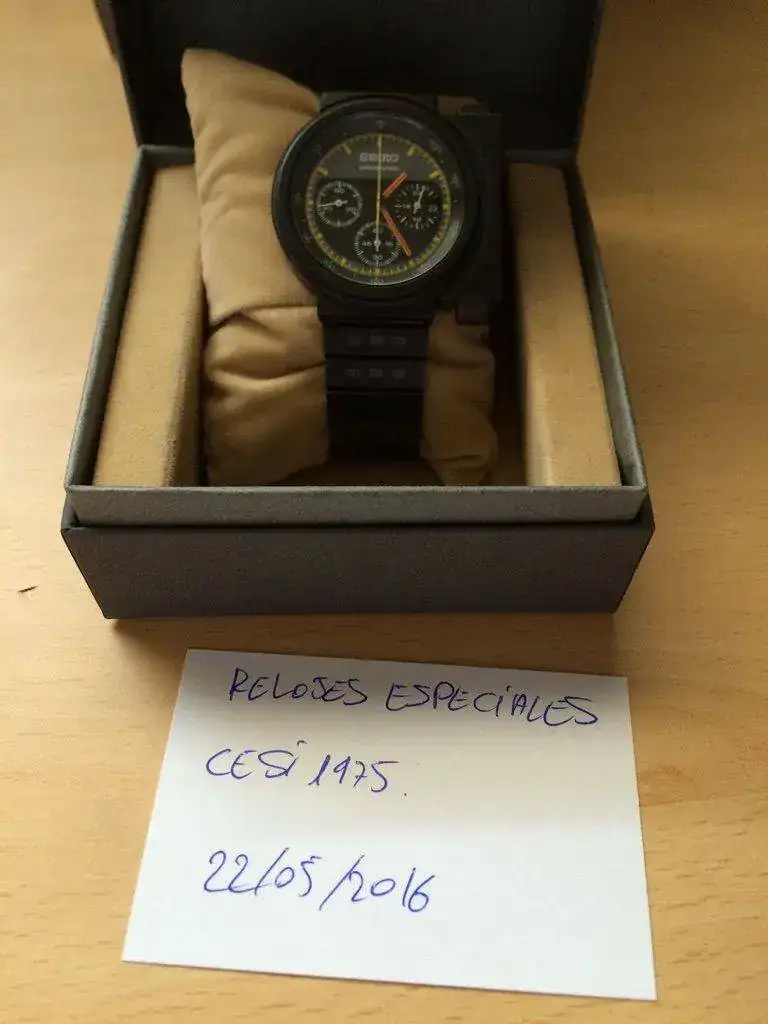 SEIKO
RELOJES ESPECIALES
CESI 1975.
22/05/2016